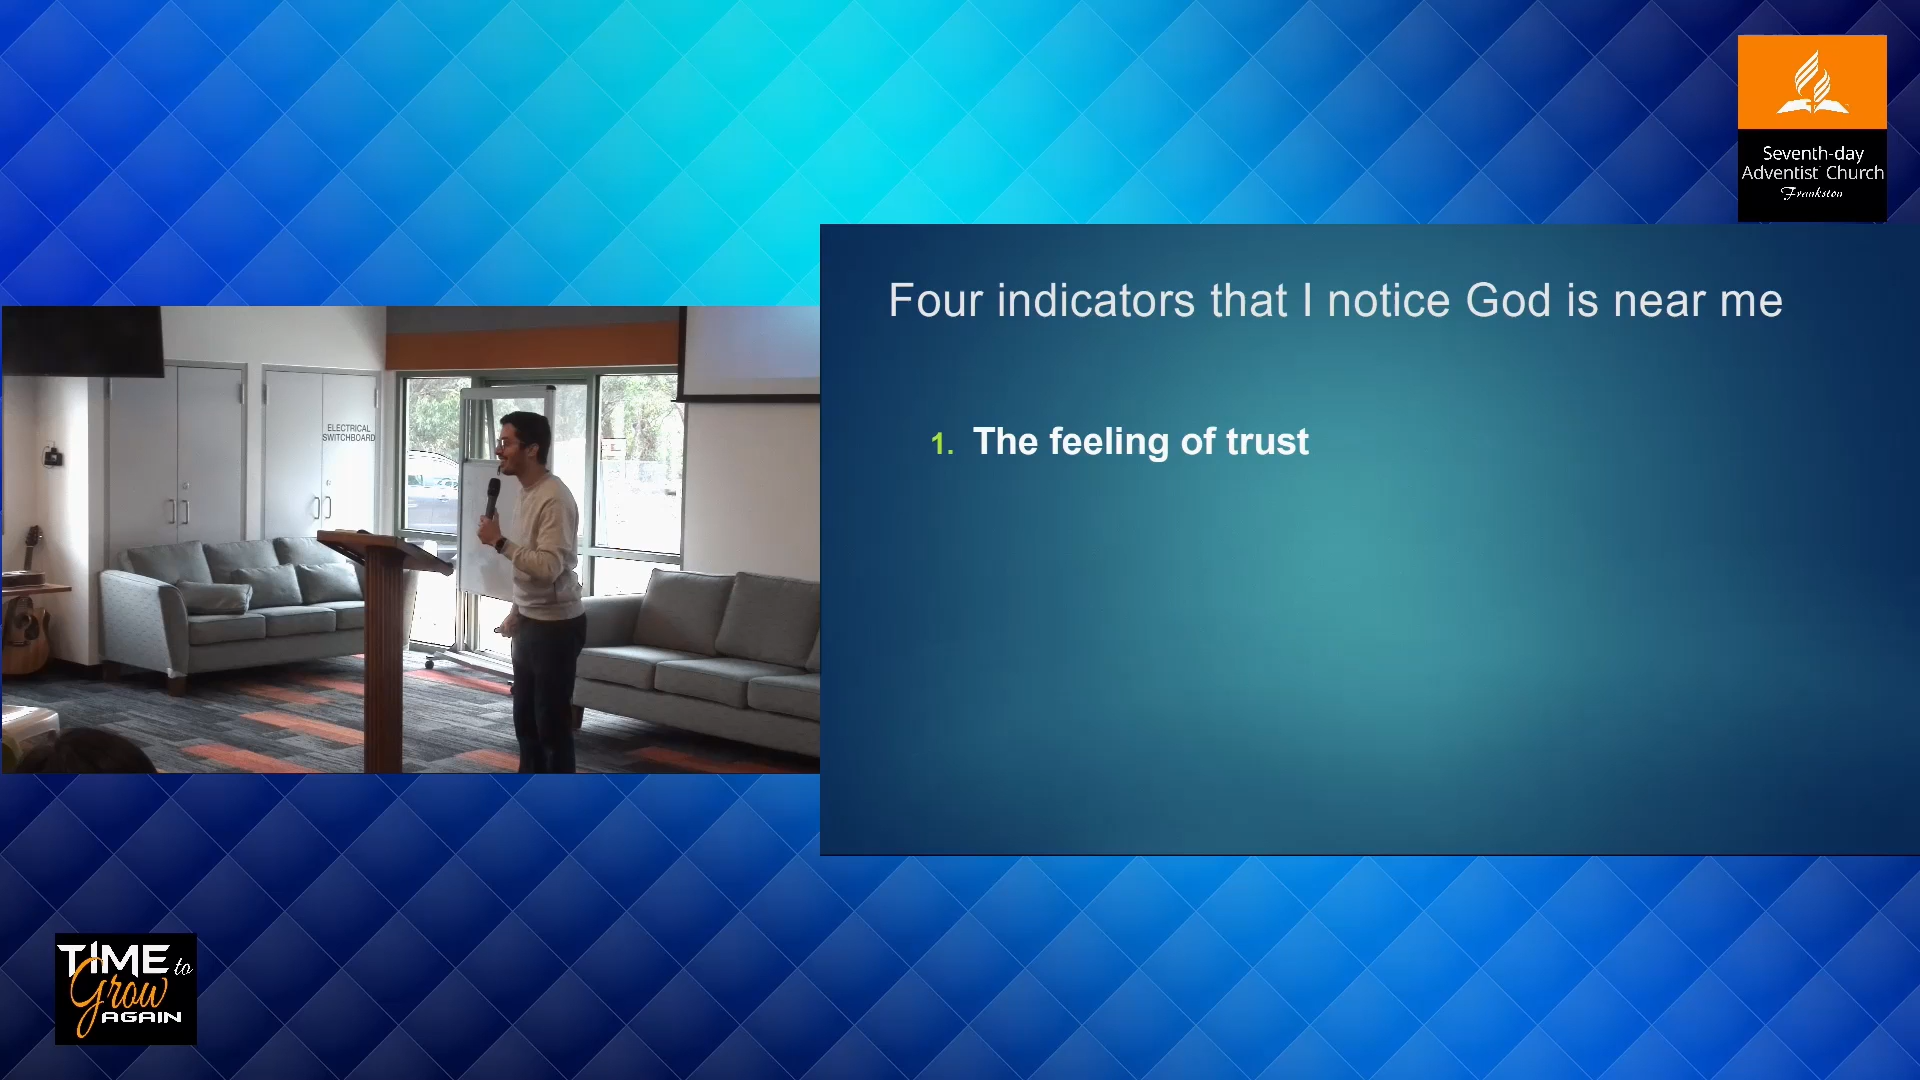 Seventh-day
Adventist Church
Frankston
Four indicators that I notice God is near me
1. The feeling of trust
ELECTRICAL
SWITCHBOARD
TIME to
Grow
AGAIN